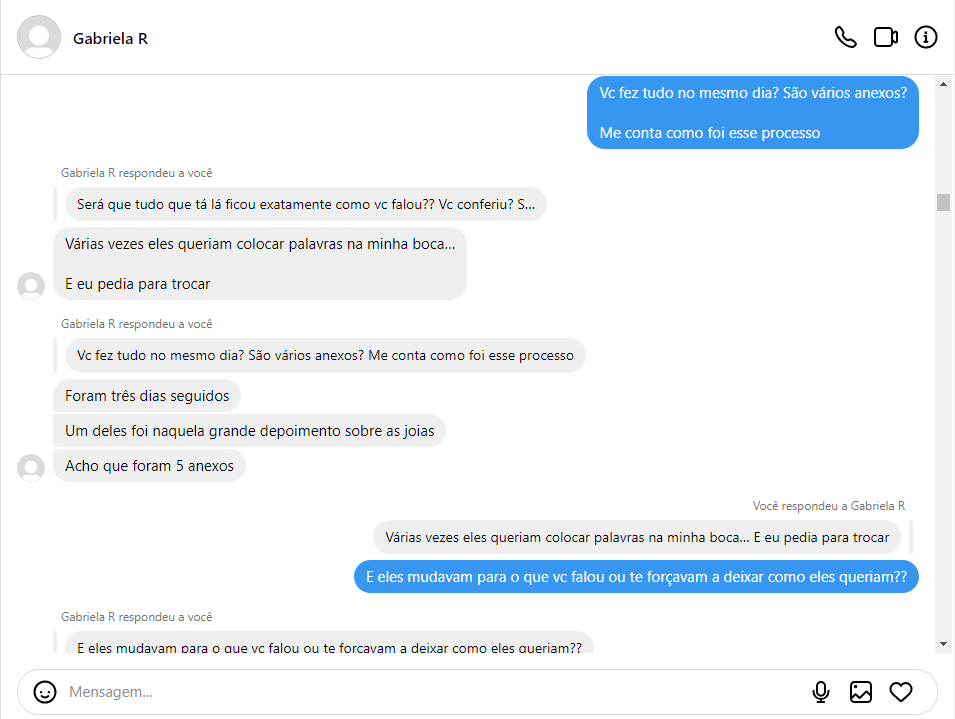 Gabriela R
Vc fez tudo no mesmo dia? São vários anexos?
Me conta como foi esse processo
Gabriela R respondeu a você
Será que tudo que tá lá ficou exatamente como vc falou?? Vc conferiu? S...
Várias vezes eles queriam colocar palavras na minha boca...
E eu pedia para trocar
Gabriela R respondeu a você
Vc fez tudo no mesmo dia? São vários anexos? Me conta como foi esse processo
Foram três dias seguidos
Um deles foi naquela grande depoimento sobre as joias
Acho que foram 5 anexos
Você respondeu a Gabriela R
Várias vezes eles queriam colocar palavras na minha boca... E eu pedia para trocar
E eles mudavam para o que vc falou ou te forçavam a deixar como eles queriam??
Gabriela R respondeu a você
E eles mudavam para o que vc falou ou te forçavam a deixar como eles queriam??
Mensagem...